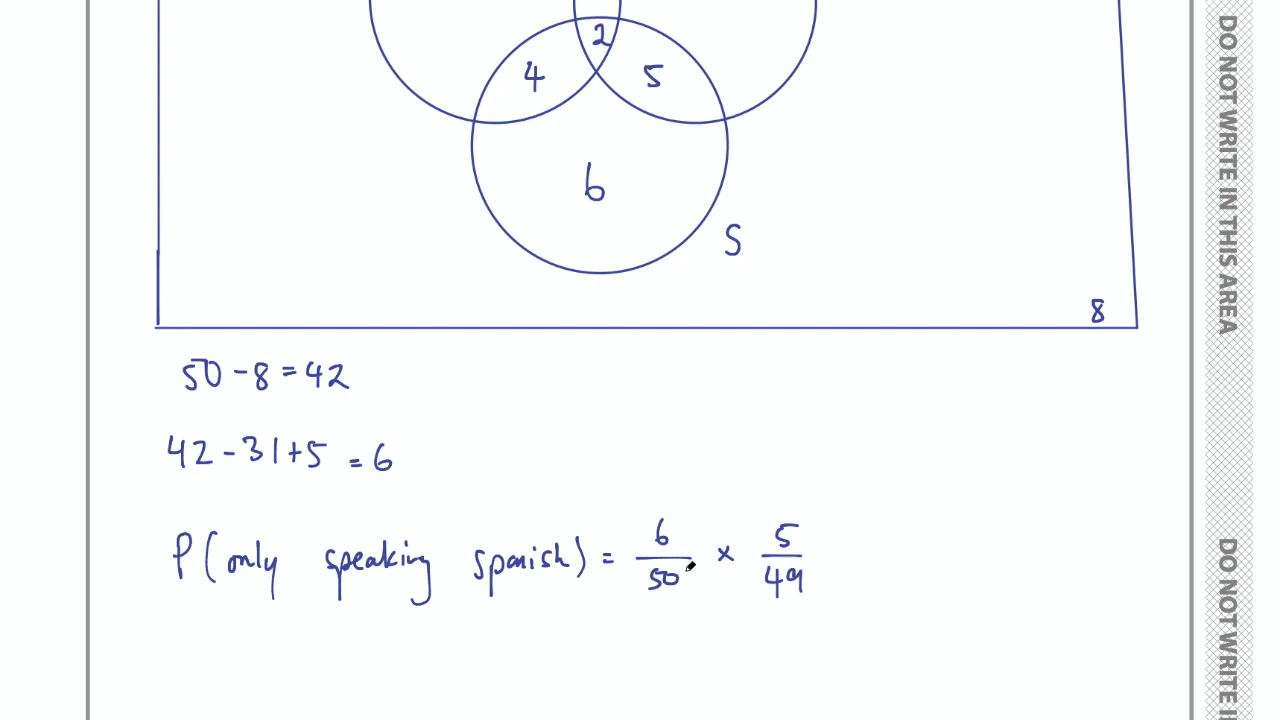 2
4 5
6
S
8
50 - 8 = 42
42 - 31 + 5 = 6
P(only speaking spanish) = 6/50 × 5/49
DO NOT WRITE IN THIS AREA
DO NOT WRITE IN